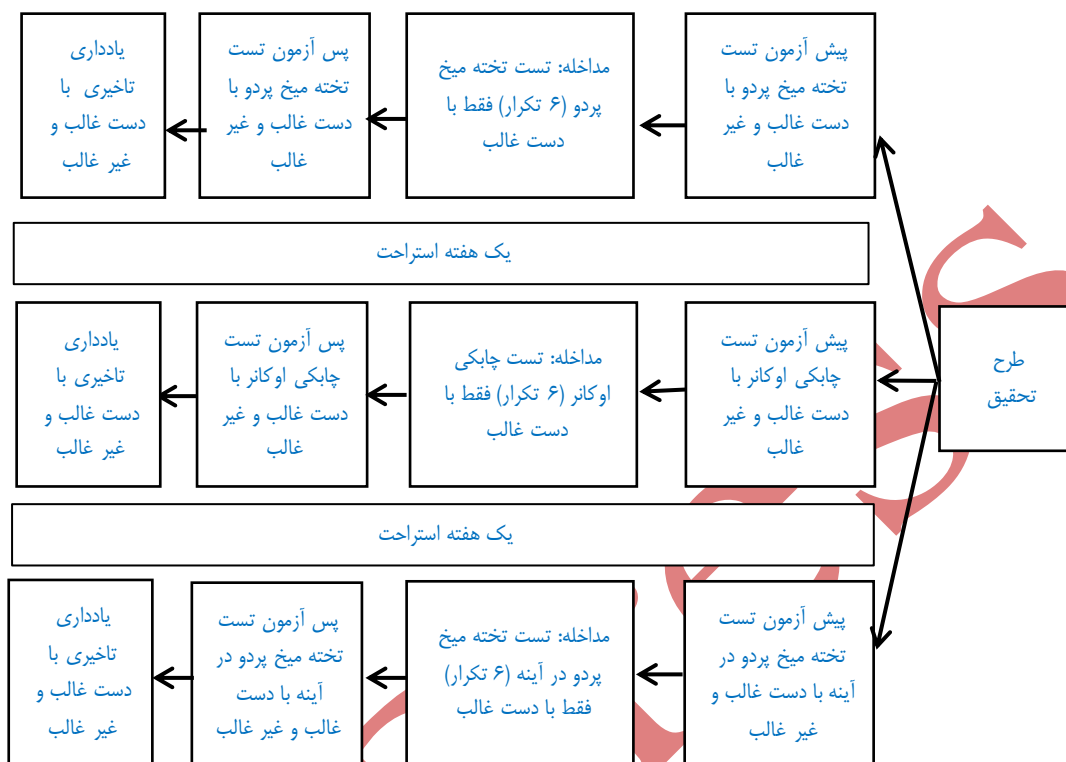 طرح
تحقیق
پیش آزمون تست
تخته میخ پردو با
دست غالب و غیر
غالب
مداخله: تست تخته میخ
پردو (۶ تکرار) فقط با
دست غالب
پس آزمون تست
تخته میخ پردو با
دست غالب و غیر
غالب
یادداری
تاخیری با
دست غالب و
غیر غالب
یک هفته استراحت
پیش آزمون تست
چابکی اوکانر با
دست غالب و غیر
غالب
مداخله: تست چابکی
اوکانر (۶ تکرار) فقط با
دست غالب
پس آزمون تست
چابکی اوکانر با
دست غالب و غیر
غالب
یادداری
تاخیری با
دست غالب و
غیر غالب
یک هفته استراحت
پیش آزمون تست
تخته میخ پردو در
آینه با دست غالب و
غیر غالب
مداخله: تست تخته میخ
پردو در آینه (۶ تکرار)
فقط با دست غالب
پس آزمون تست
تخته میخ پردو در
آینه با دست
غالب و غیر غالب
یادداری
تاخیری با
دست غالب و
غیر غالب